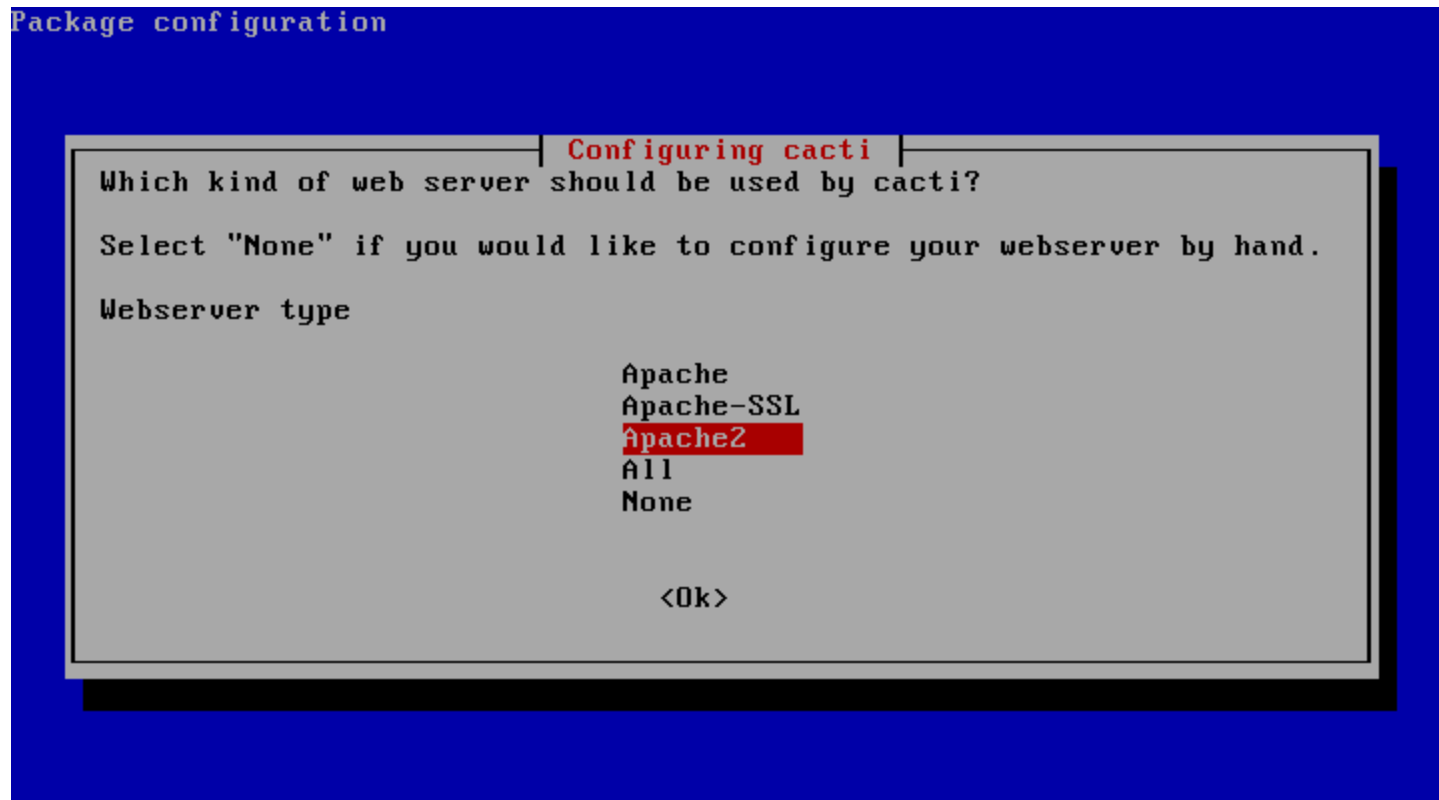 Package configuration
Configuring cacti
Which kind of web server should be used by cacti?
Select "None" if you would like to configure your webserver by hand.
Webserver type
Apache
Apache-SSL
Apache2
All
None
<Ok>